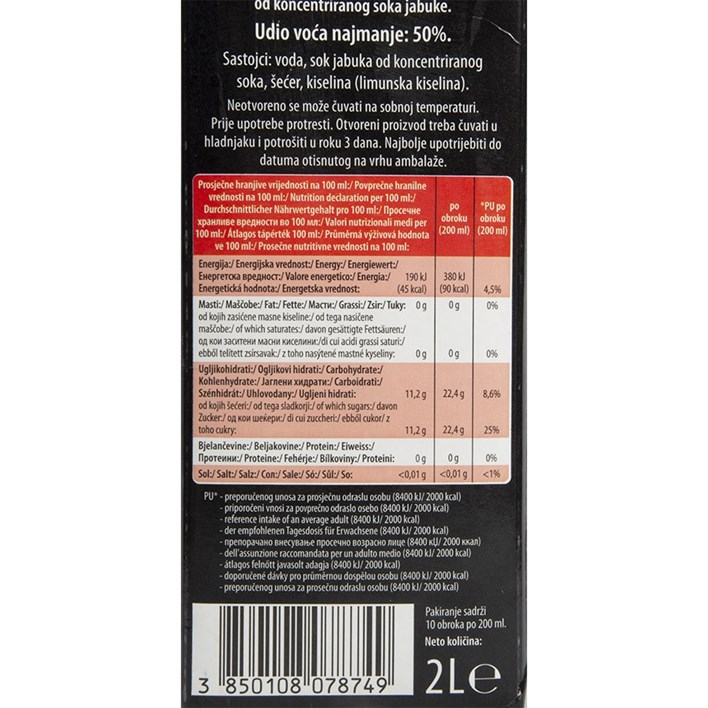 od koncentriranog soka jabuke.
Udio voća najmanje: 50%.
Sastojci: voda, sok jabuka od koncentriranog
soka, šećer, kiselina (limunska kiselina).
Neotvoreno se može čuvati na sobnoj temperaturi.
Prije upotrebe protresti. Otvoreni proizvod treba čuvati u
hladnjaku i potrošiti u roku 3 dana. Najbolje upotrijebiti do
datuma otisnutog na vrhu ambalaže.
Prosječne hranjive vrijednosti na 100 ml:/ Povprečne hranilne
vrednosti na 100 ml:/ Nutrition declaration per 100 ml:/
Durchschnittlicher Nährwertgehalt pro 100 ml:/ Просечне
хранливе вредности во 100 мл:/ Valori nutrizionali medi per
100 ml:/ Átlagos tápérték 100 ml:/ Průměrná výživová hodnota
ve 100 ml:/ Prosečne nutritivne vrednosti na 100 ml:
po
obroku
(200 ml)
*PU po
obroku
(200 ml)
Energija:/ Energijska vrednost:/ Energy:/ Energiewert:/
Енергетска вредност:/ Valore energetico:/ Energia:/ 190 kJ 380 kJ
Energetická hodnota:/ Energetska vrednost: (45 kcal) (90 kcal) 4,5%
Masti:/ Maščobe:/ Fat:/ Fette:/ Масти:/ Grassi:/ Zsír:/ Tuky: 0 g 0 g 0%
od kojih zasićene masne kiseline:/ od tega nasičene
maščobe:/ of which saturates:/ davon gesättigte Fettsäuren:/
од кои заситени масни киселини:/ di cui acidi grassi saturi:/
ebből telített zsírsavak:/ z toho nasýtené mastné kyseliny: 0 g 0 g 0%
Ugljikohidrati:/ Ogljikovi hidrati:/ Carbohydrate:/
Kohlenhydrate:/ Јаглени хидрати:/ Carboidrati:/
Szénhidrát:/ Uhlovodany:/ Ugljeni hidrati: 11,2 g 22,4 g 8,6%
od kojih šećeri:/ od tega sladkorji:/ of which sugars:/ davon
Zucker:/ од кои шеќери:/ di cui zuccheri:/ ebből cukor/ z
toho cukry: 11,2 g 22,4 g 25%
Bjelančevine:/ Beljakovine:/ Protein:/ Eiweiss:/
Протеини:/ Proteine:/ Fehérje:/ Bílkoviny:/ Proteini: 0 g 0 g 0%
Sol:/ Salt:/ Salz:/ Сол:/ Sale:/ Só:/ Sůl:/ So: <0,01 g <0,01 g <1%
PU* - preporučenog unosa za prosječnu odraslu osobu (8400 kJ/ 2000 kcal)
- priporočeni vnosi za povprečno odraslo osebo (8400 kJ/ 2000 kcal)
- reference intake of an average adult (8400 kJ/ 2000 kcal)
- der empfohlenen Tagesdosis für Erwachsene (8400 kJ/ 2000 kcal)
- препорачано внесување просечно возрасно лице (8400 кЏ/ 2000 ккал)
- dell'assunzione raccomandata per un adulto medio (8400 kJ/ 2000 kcal)
- átlagos felnőtt javasolt adagja (8400 kJ/ 2000 kcal)
- doporučené dávky pro průměrnou dospělou osobu (8400 kJ/ 2000 kcal)
- preporučenog unosa za prosečnu odraslu osobu (8400 kJ/ 2000 kcal)
Pakiranje sadrži
10 obroka po 200 ml.
Neto količina:
2L e
3 850108 078749